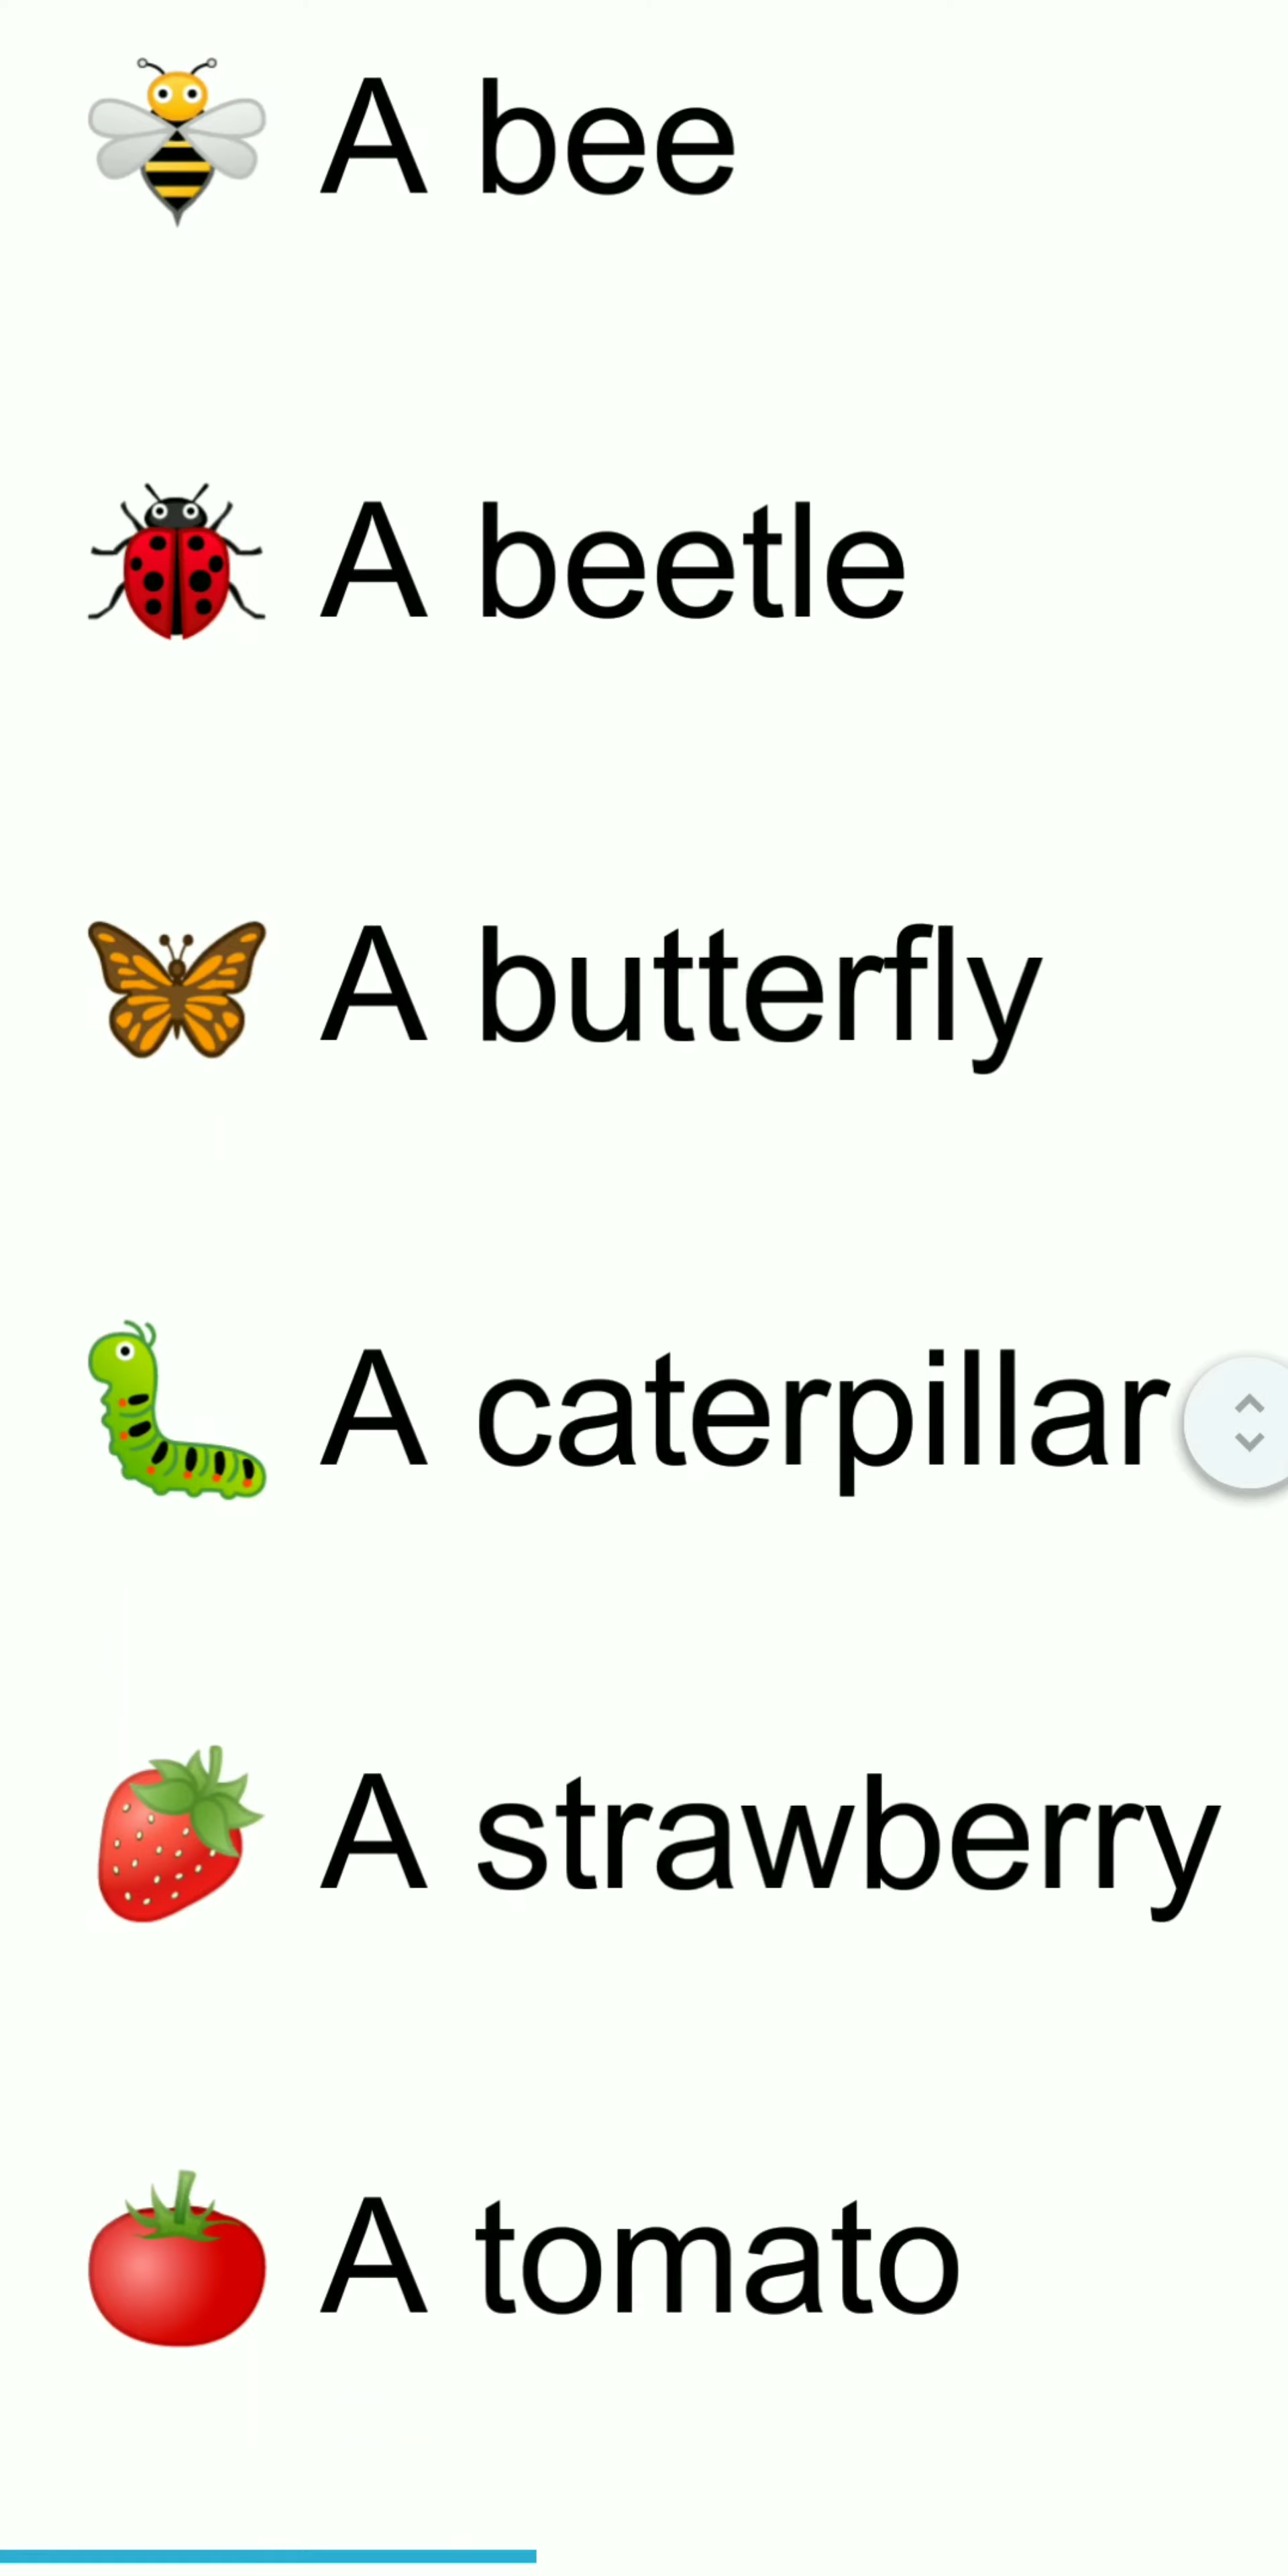 A bee
A beetle
A butterfly
A caterpillar
A strawberry
A tomato